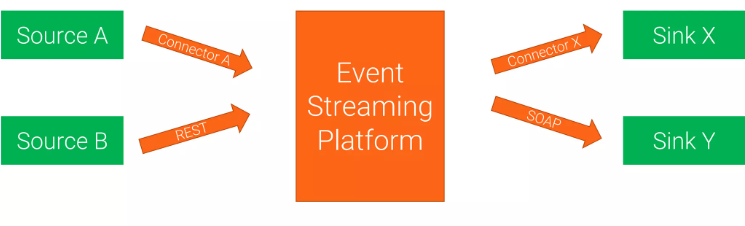 Source A
Connector A
Source B
REST
Event
Streaming
Platform
Connector X
Sink X
SOAP
Sink Y